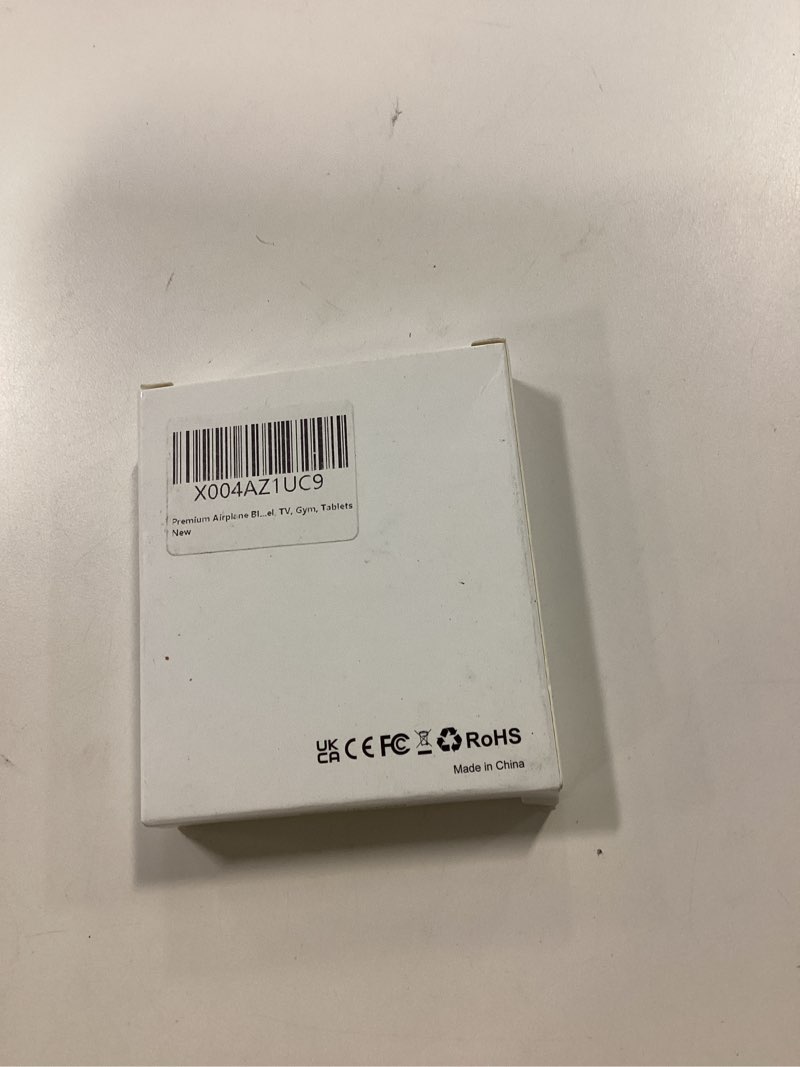 X004AZ1UC9
Premium Airplane Bl...el, TV, Gym, Tablets
New
UK
CA CE FC RoHS
Made in China